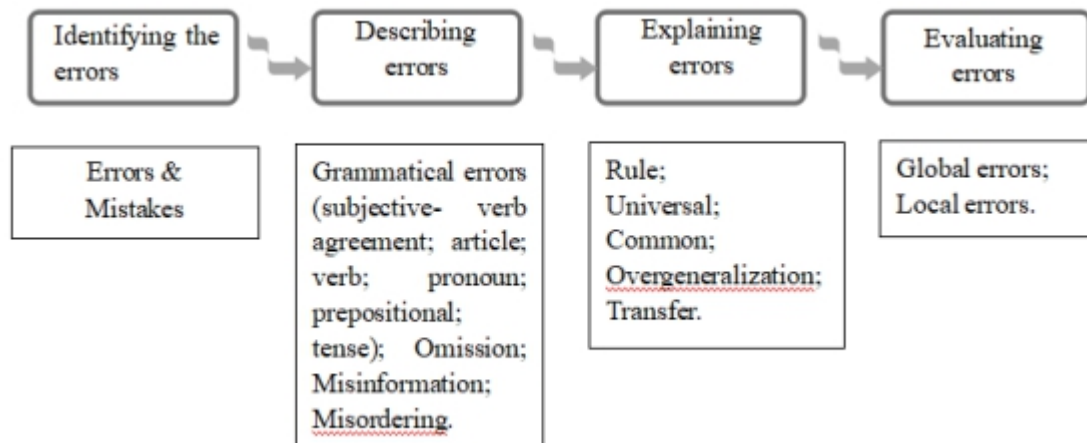 Identifying the
errors
Describing
errors
Explaining
errors
Evaluating
errors
Errors &
Mistakes
Grammatical errors
(subjective- verb
agreement; article;
verb; pronoun;
prepositional;
tense); Omission;
Misinformation;
Misordering.
Rule;
Universal;
Common;
Overgeneralization;
Transfer.
Global errors;
Local errors.